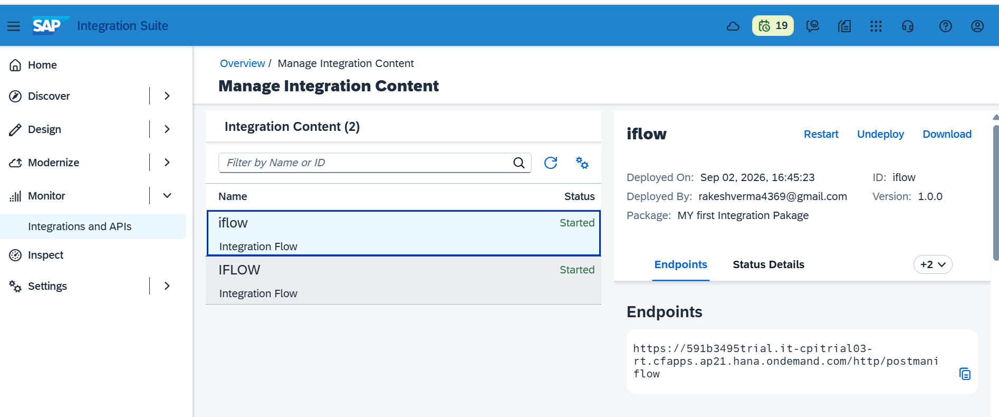 SAP Integration Suite
19
Home
Discover
Design
Modernize
Monitor
Integrations and APIs
Inspect
Settings
Overview / Manage Integration Content
Manage Integration Content
Integration Content (2)
Filter by Name or ID
Name Status
iflow Started
Integration Flow
IFLOW Started
Integration Flow
iflow Restart Undeploy Download
Deployed On: Sep 02, 2026, 16:45:23 ID: iflow
Deployed By: rakeshverma4369@gmail.com Version: 1.0.0
Package: MY first Integration Pakage
Endpoints Status Details +2
Endpoints
https://591b3495trial.it-cpitrial03-
rt.cfapps.ap21.hana.ondemand.com/http/postmani
flow